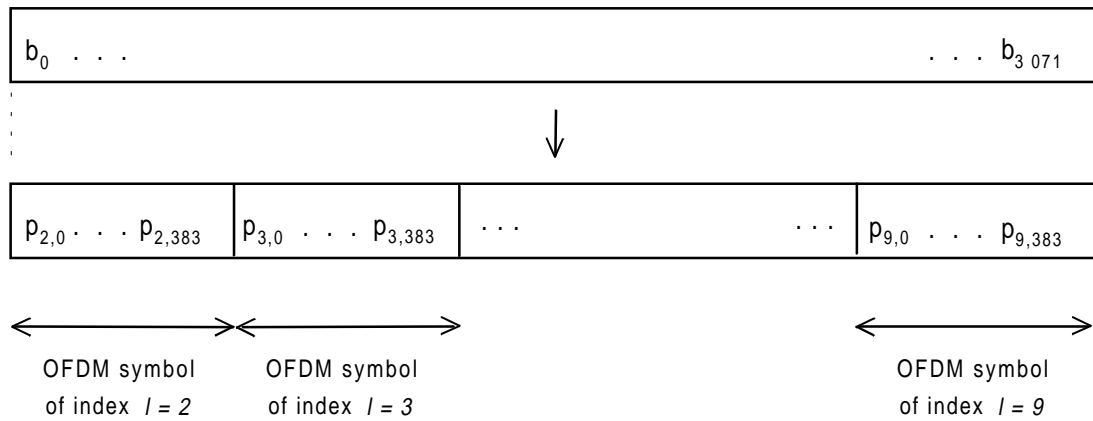 b₀ . . . . . . b₃ ₀₇₁
p₂,₀ . . . p₂,₃₈₃ p₃,₀ . . . p₃,₃₈₃ . . . . . . p₉,₀ . . . p₉,₃₈₃
OFDM symbol OFDM symbol OFDM symbol
of index l = 2 of index l = 3 of index l = 9